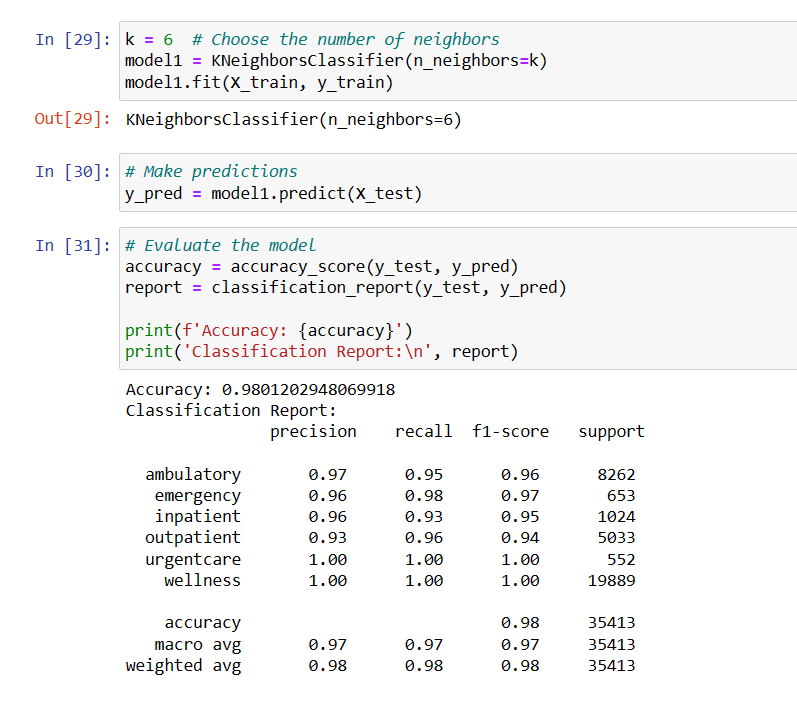 In [29]: k = 6  # Choose the number of neighbors
model1 = KNeighborsClassifier(n_neighbors=k)
model1.fit(X_train, y_train)
Out[29]: KNeighborsClassifier(n_neighbors=6)
In [30]: # Make predictions
y_pred = model1.predict(X_test)
In [31]: # Evaluate the model
accuracy = accuracy_score(y_test, y_pred)
report = classification_report(y_test, y_pred)
print(f'Accuracy: {accuracy}')
print('Classification Report:\n', report)
Accuracy: 0.9801202948069918
Classification Report:
precision recall f1-score support
ambulatory 0.97 0.95 0.96 8262
emergency 0.96 0.98 0.97 653
inpatient 0.96 0.93 0.95 1024
outpatient 0.93 0.96 0.94 5033
urgentcare 1.00 1.00 1.00 552
wellness 1.00 1.00 1.00 19889
accuracy 0.98 35413
macro avg 0.97 0.97 0.97 35413
weighted avg 0.98 0.98 0.98 35413